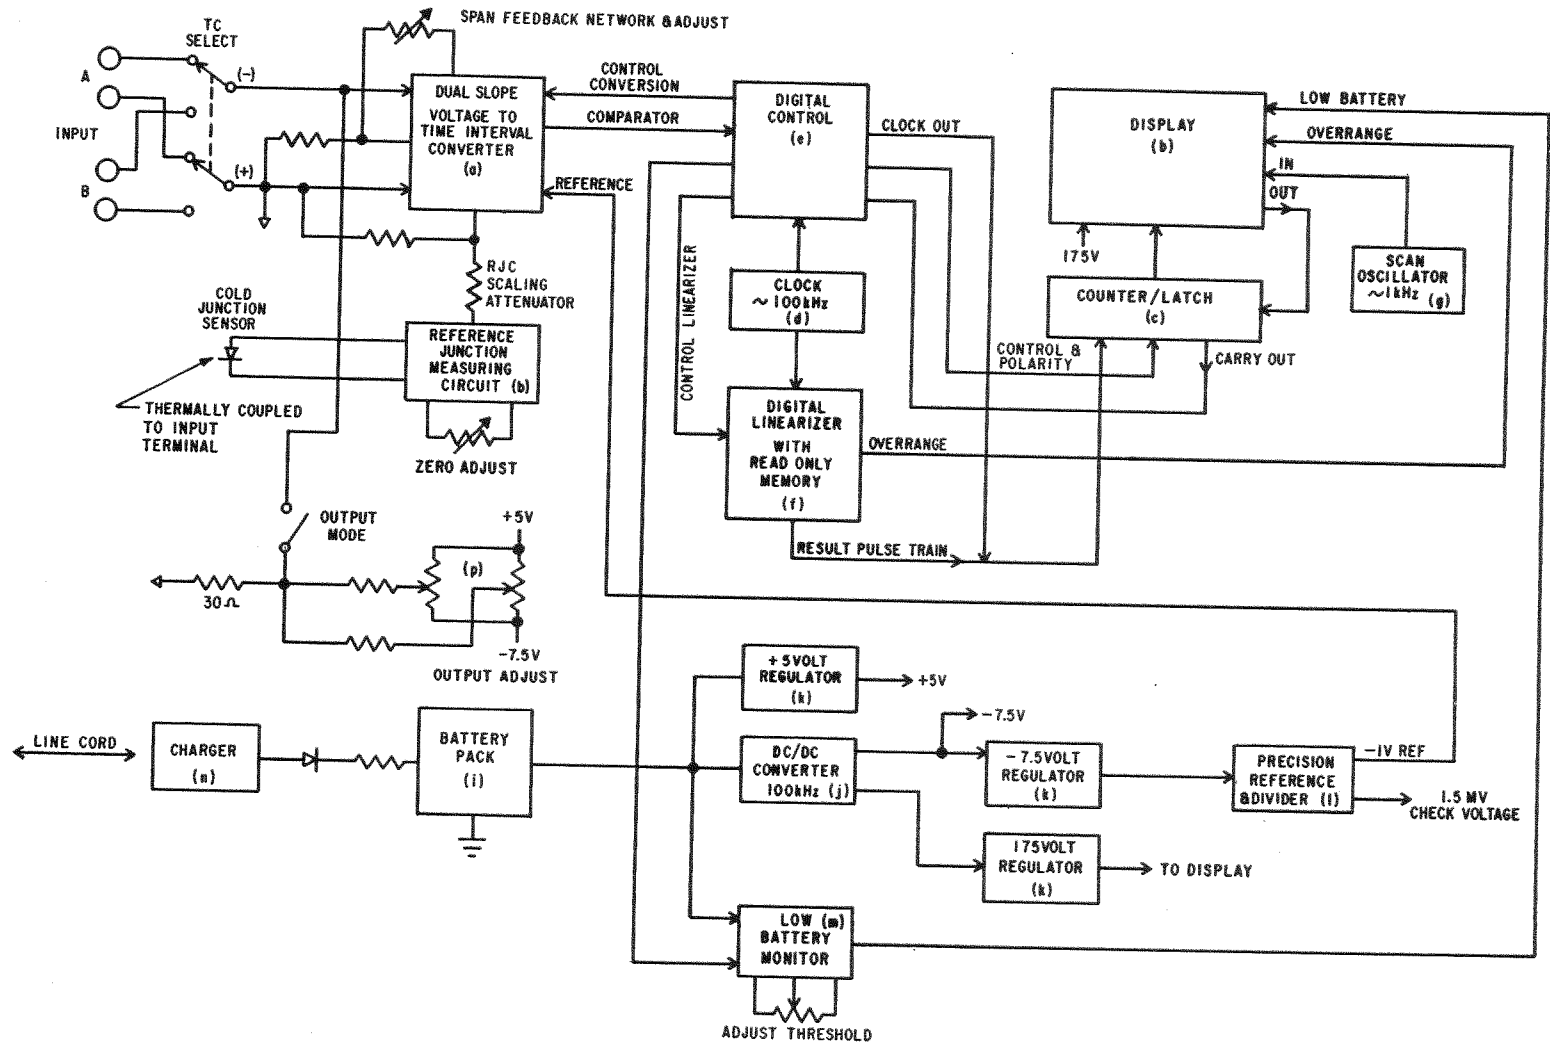 SPAN FEEDBACK NETWORK & ADJUST
TC
SELECT
A
(-)
INPUT
(+)
B
DUAL SLOPE
VOLTAGE TO
TIME INTERVAL
CONVERTER
(a)
CONTROL
CONVERSION
COMPARATOR
REFERENCE
DIGITAL
CONTROL
(e)
CLOCK OUT
DISPLAY
(b)
LOW BATTERY
OVERRANGE
IN
OUT
175V
SCAN
OSCILLATOR
~1kHz (g)
COUNTER/LATCH
(c)
CONTROL &
POLARITY
CARRY OUT
CLOCK
~100kHz
(d)
CONTROL LINEARIZER
RJC
SCALING
ATTENUATOR
COLD
JUNCTION
SENSOR
REFERENCE
JUNCTION
MEASURING
CIRCUIT (b)
THERMALLY COUPLED
TO INPUT
TERMINAL
ZERO ADJUST
DIGITAL
LINEARIZER
WITH
READ ONLY
MEMORY
(f)
OVERRANGE
RESULT PULSE TRAIN
OUTPUT
MODE
+5V
(p)
30Ω
-7.5V
OUTPUT ADJUST
+5VOLT
REGULATOR
(k)
+5V
LINE CORD
CHARGER
(n)
BATTERY
PACK
(i)
DC/DC
CONVERTER
100kHz (j)
-7.5V
-7.5VOLT
REGULATOR
(k)
PRECISION
REFERENCE
&DIVIDER (l)
-1V REF
1.5 MV
CHECK VOLTAGE
175VOLT
REGULATOR
(k)
TO DISPLAY
LOW (m)
BATTERY
MONITOR
ADJUST THRESHOLD